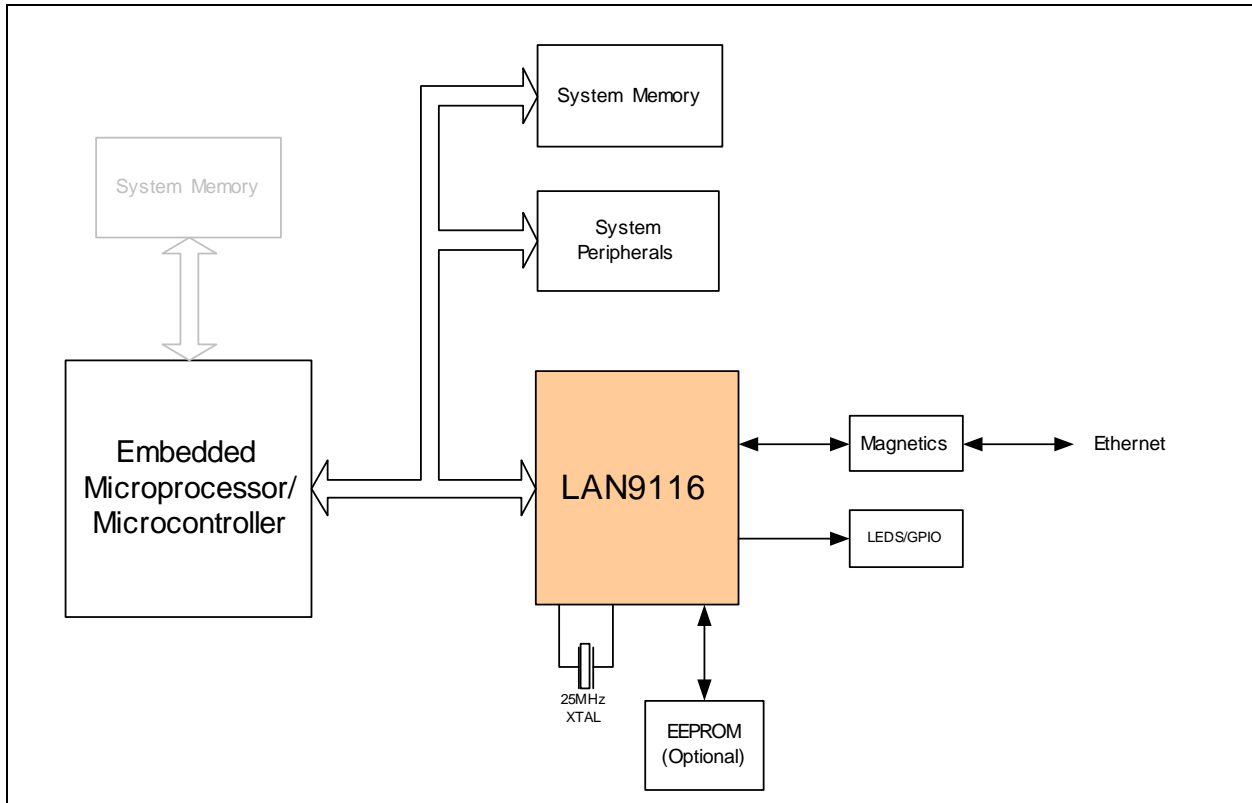 System Memory
System Memory
System
Peripherals
Embedded
Microprocessor/
Microcontroller
LAN9116
Magnetics
Ethernet
LEDS/GPIO
25MHz
XTAL
EEPROM
(Optional)